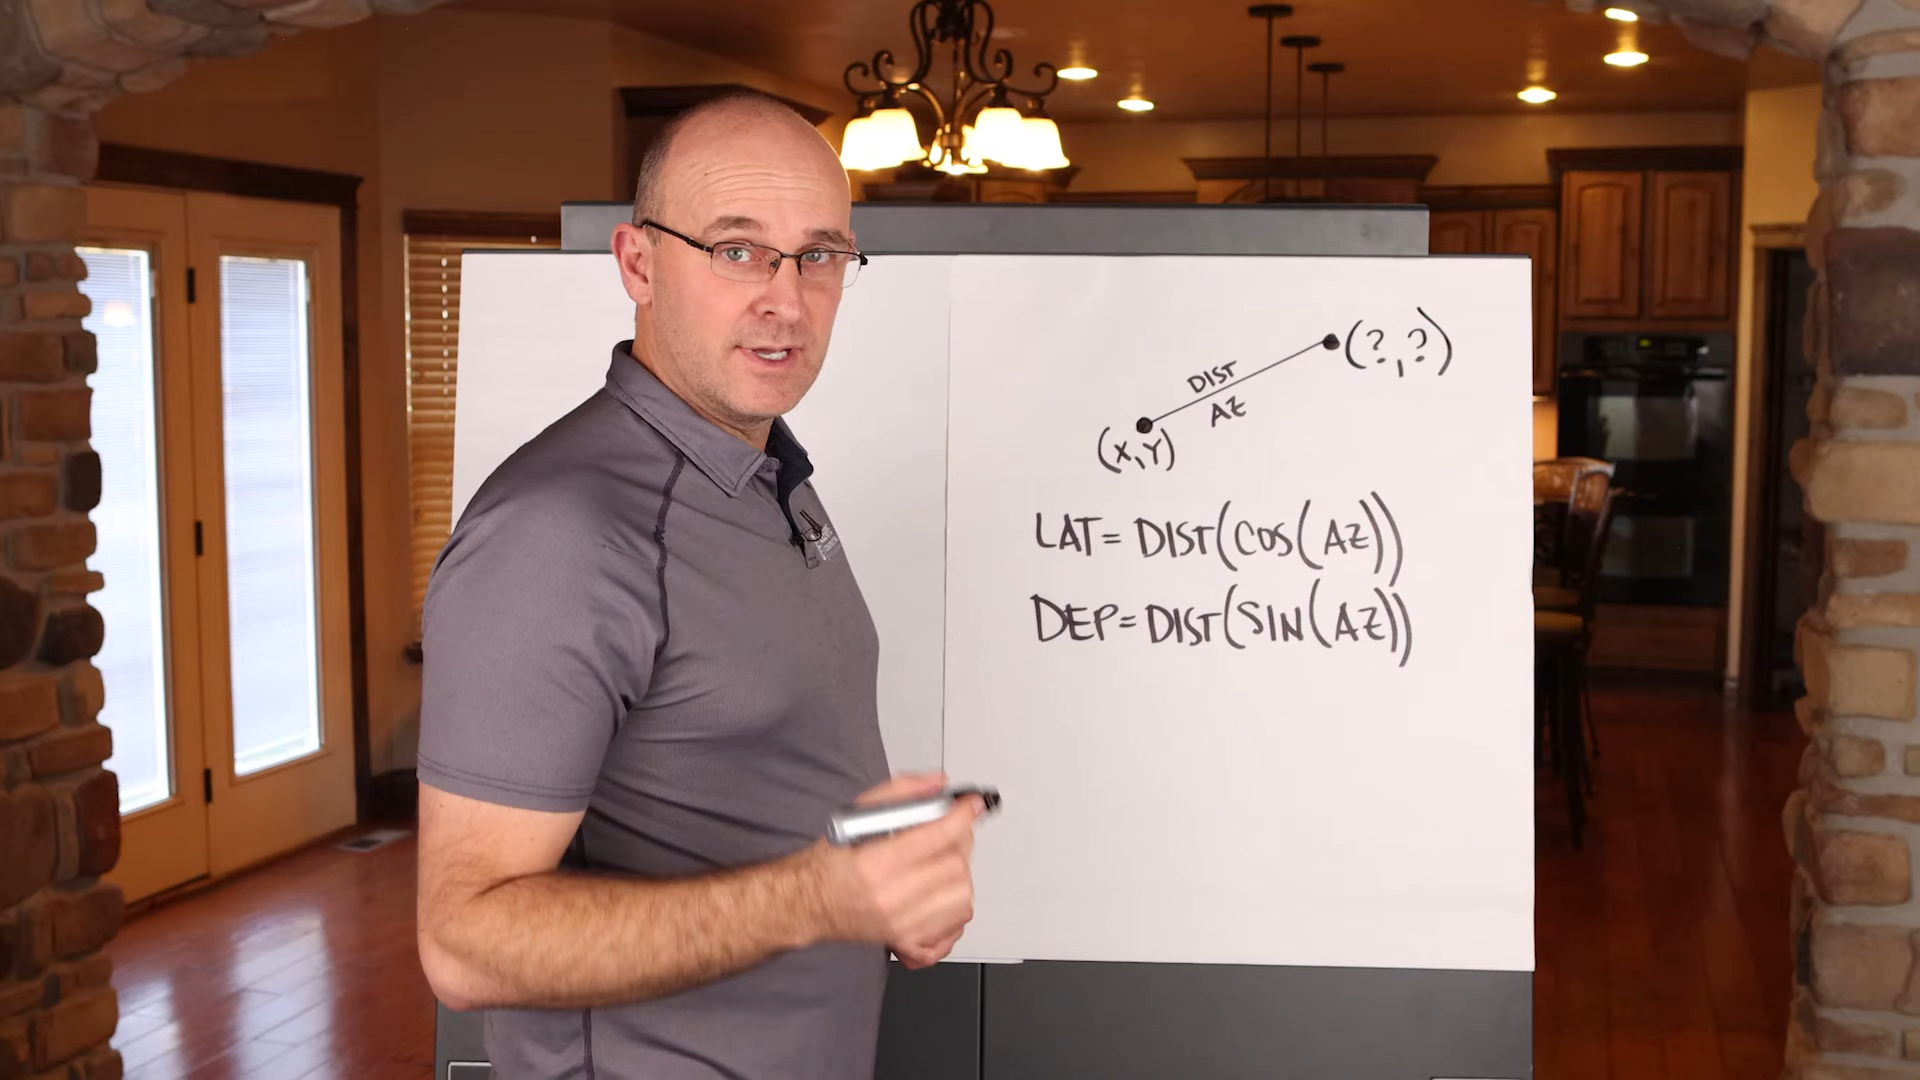 (?,?)
DIST
AZ
(X,Y)
LAT=DIST(COS(AZ))
DEP=DIST(SIN(AZ))